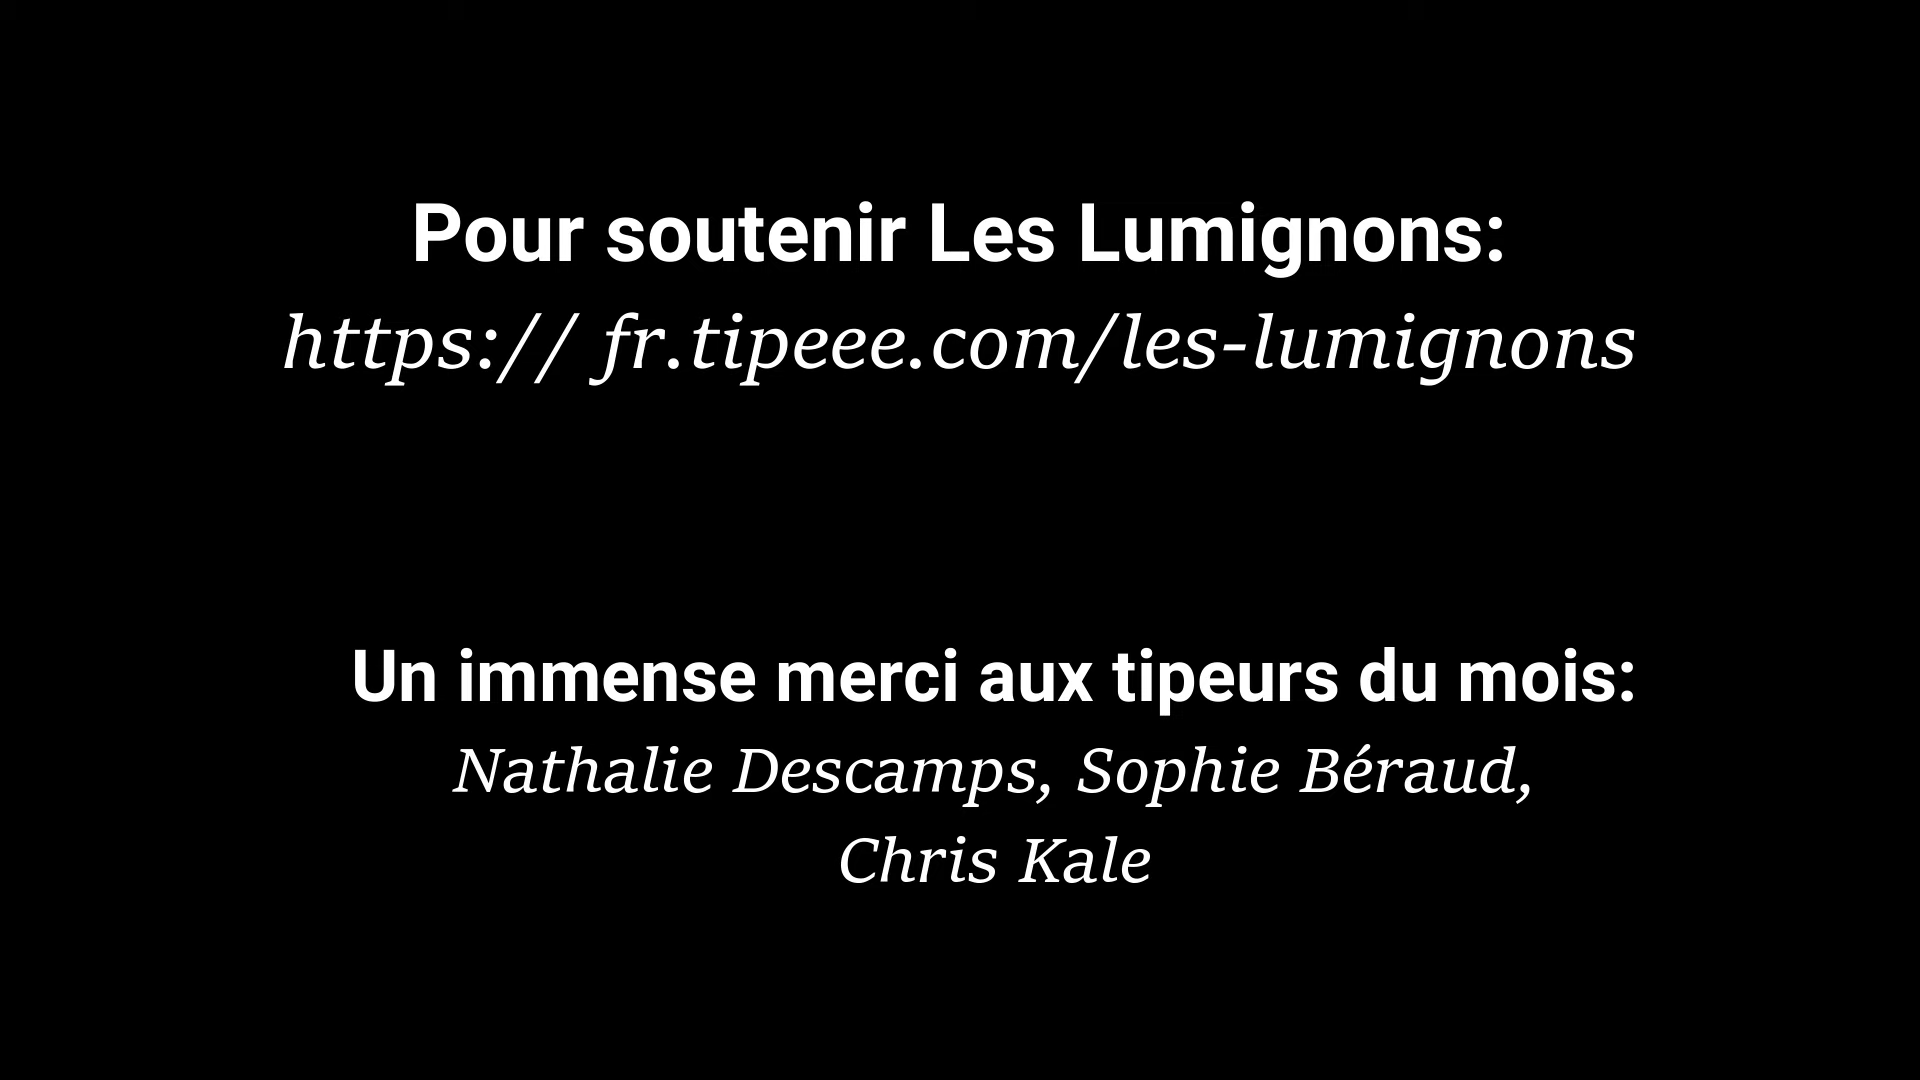 Pour soutenir Les Lumignons:
https:// fr.tipeee.com/les-lumignons
Un immense merci aux tipeurs du mois:
Nathalie Descamps, Sophie Béraud,
Chris Kale